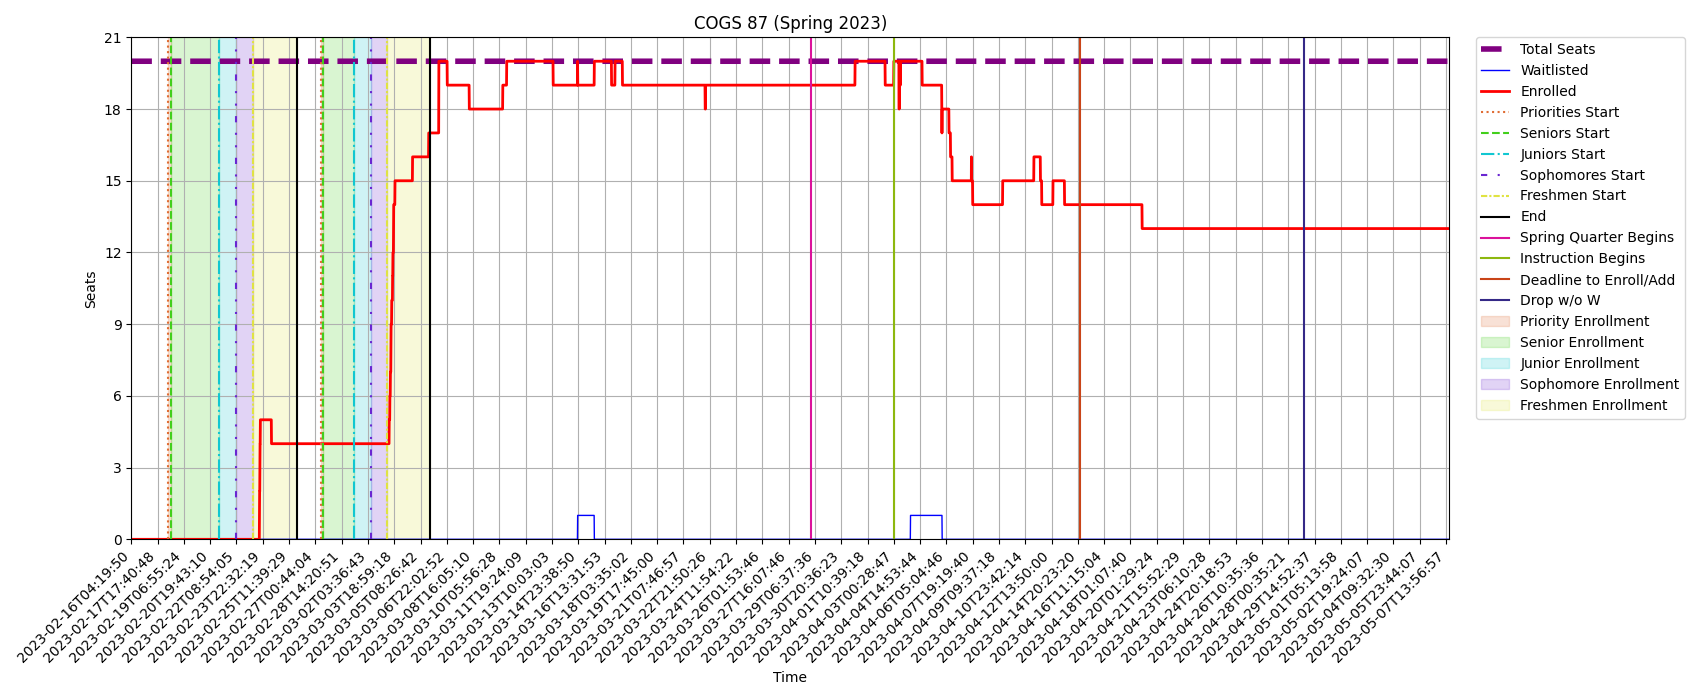 COGS 87 (Spring 2023)
Seats
21
18
15
12
9
6
3
0
2023-02-16T04:19:50
2023-02-17T17:40:48
2023-02-19T06:55:24
2023-02-20T19:43:10
2023-02-22T08:54:05
2023-02-23T22:32:19
2023-02-25T11:39:29
2023-02-27T00:44:04
2023-02-28T14:20:51
2023-03-02T03:36:43
2023-03-03T18:59:18
2023-03-05T08:26:42
2023-03-06T22:02:52
2023-03-08T16:05:10
2023-03-10T05:56:28
2023-03-11T19:24:09
2023-03-13T10:03:03
2023-03-14T23:38:50
2023-03-16T13:31:53
2023-03-18T03:35:02
2023-03-19T17:45:00
2023-03-21T07:46:57
2023-03-22T21:50:26
2023-03-24T11:54:22
2023-03-26T01:53:46
2023-03-27T16:07:46
2023-03-29T06:37:36
2023-03-30T20:36:23
2023-04-01T10:39:18
2023-04-03T00:28:47
2023-04-04T14:53:44
2023-04-06T05:04:46
2023-04-07T19:19:40
2023-04-09T09:37:18
2023-04-10T23:42:14
2023-04-12T13:50:00
2023-04-14T20:23:20
2023-04-16T11:15:04
2023-04-18T01:07:40
2023-04-20T01:29:24
2023-04-21T15:52:29
2023-04-23T06:10:28
2023-04-24T20:18:53
2023-04-26T10:35:36
2023-04-28T00:35:21
2023-04-29T14:52:37
2023-05-01T05:13:58
2023-05-02T19:24:07
2023-05-04T09:32:30
2023-05-05T23:44:07
2023-05-07T13:56:57
Time
Total Seats
Waitlisted
Enrolled
Priorities Start
Seniors Start
Juniors Start
Sophomores Start
Freshmen Start
End
Spring Quarter Begins
Instruction Begins
Deadline to Enroll/Add
Drop w/o W
Priority Enrollment
Senior Enrollment
Junior Enrollment
Sophomore Enrollment
Freshmen Enrollment